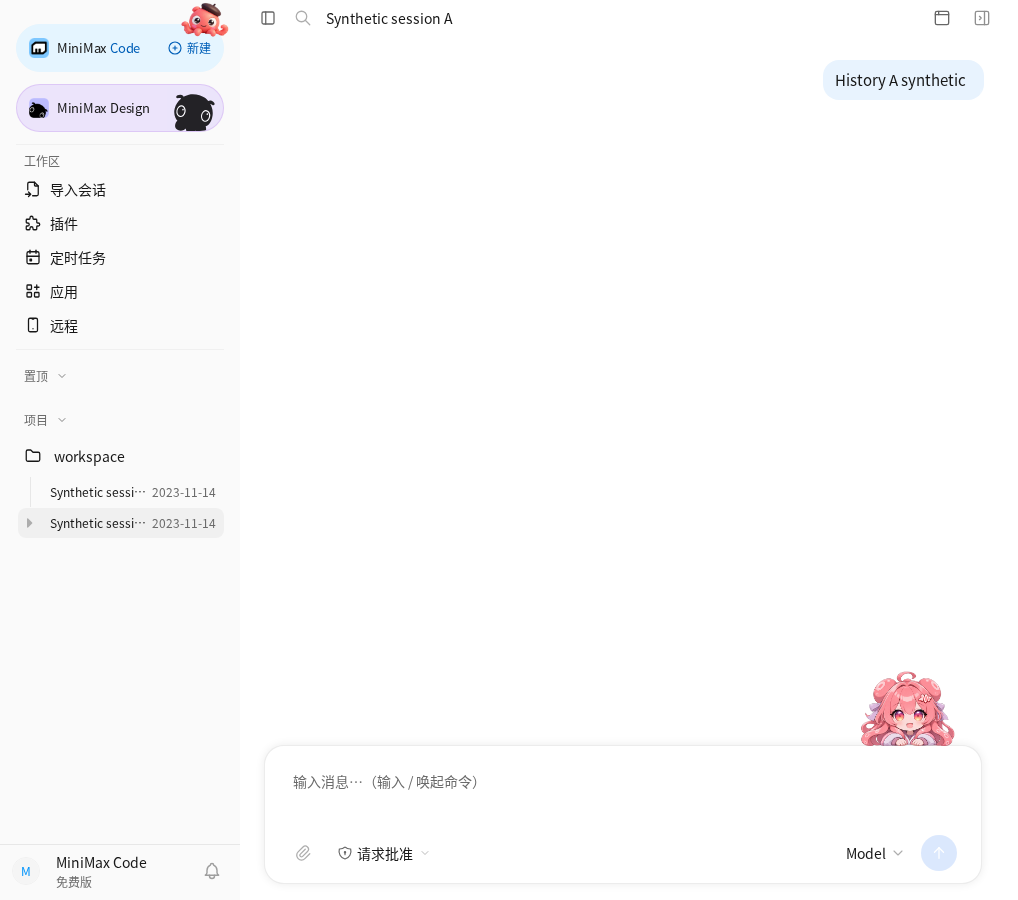 MiniMax Code 新建
MiniMax Design
工作区
导入会话
插件
定时任务
应用
远程
置顶
项目
workspace
Synthetic sessi… 2023-11-14
Synthetic sessi… 2023-11-14
M
MiniMax Code
免费版
Synthetic session A
History A synthetic
输入消息…（输入 / 唤起命令）
请求批准
Model